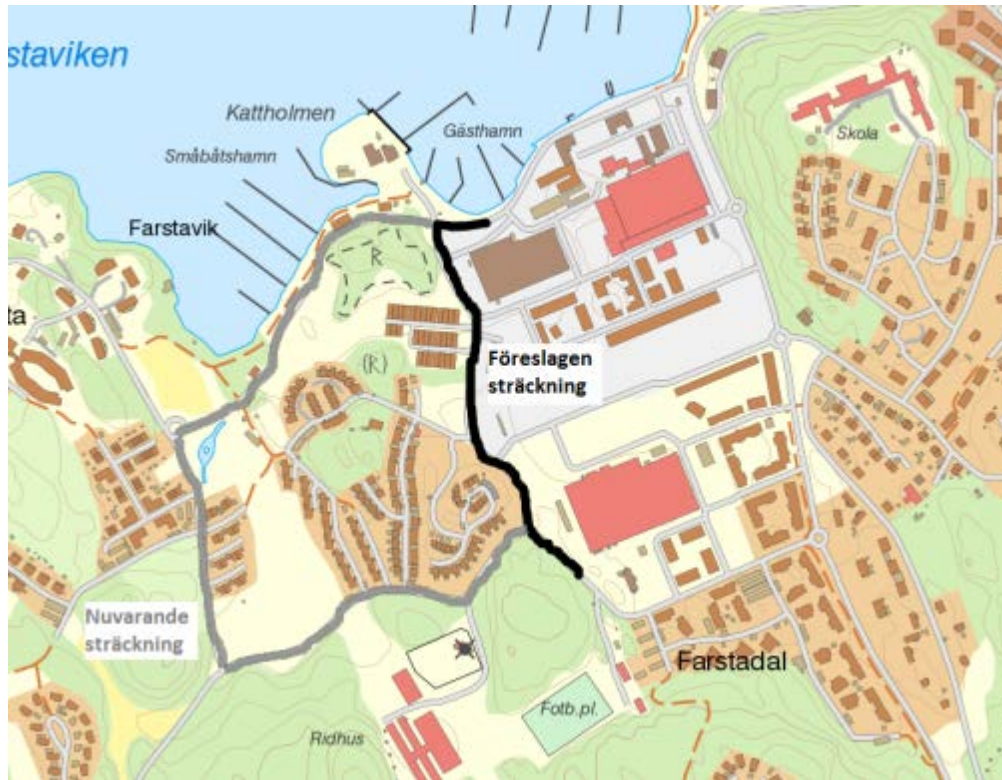 staviken
Kattholmen
Gästhamn
Skola
Småbåtshamn
Farstavik
R
ta
(R)
Föreslagen
sträckning
Nuvarande
sträckning
Farstadal
Fotb.pl.
Ridhus